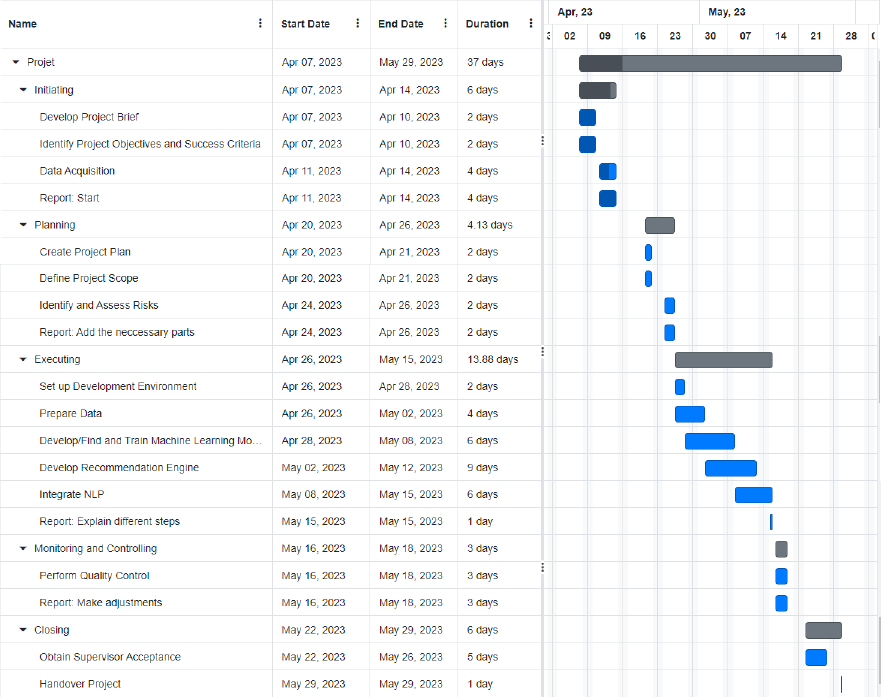 Name Start Date End Date Duration Apr, 23 May, 23
02 09 16 23 30 07 14 21 28
Projet Apr 07, 2023 May 29, 2023 37 days
Initiating Apr 07, 2023 Apr 14, 2023 6 days
Develop Project Brief Apr 07, 2023 Apr 10, 2023 2 days
Identify Project Objectives and Success Criteria Apr 07, 2023 Apr 10, 2023 2 days
Data Acquisition Apr 11, 2023 Apr 14, 2023 4 days
Report: Start Apr 11, 2023 Apr 14, 2023 4 days
Planning Apr 20, 2023 Apr 26, 2023 4.13 days
Create Project Plan Apr 20, 2023 Apr 21, 2023 2 days
Define Project Scope Apr 20, 2023 Apr 21, 2023 2 days
Identify and Assess Risks Apr 24, 2023 Apr 26, 2023 2 days
Report: Add the neccessary parts Apr 24, 2023 Apr 26, 2023 2 days
Executing Apr 26, 2023 May 15, 2023 13.88 days
Set up Development Environment Apr 26, 2023 Apr 28, 2023 2 days
Prepare Data Apr 26, 2023 May 02, 2023 4 days
Develop/Find and Train Machine Learning Mo... Apr 28, 2023 May 08, 2023 6 days
Develop Recommendation Engine May 02, 2023 May 12, 2023 9 days
Integrate NLP May 08, 2023 May 15, 2023 6 days
Report: Explain different steps May 15, 2023 May 15, 2023 1 day
Monitoring and Controlling May 16, 2023 May 18, 2023 3 days
Perform Quality Control May 16, 2023 May 18, 2023 3 days
Report: Make adjustments May 16, 2023 May 18, 2023 3 days
Closing May 22, 2023 May 29, 2023 6 days
Obtain Supervisor Acceptance May 22, 2023 May 26, 2023 5 days
Handover Project May 29, 2023 May 29, 2023 1 day